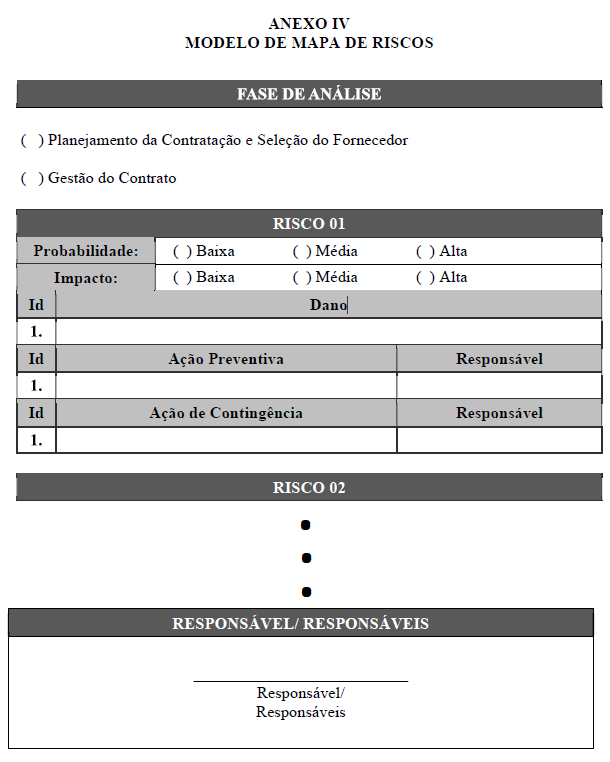 ANEXO IV
MODELO DE MAPA DE RISCOS
FASE DE ANÁLISE
( ) Planejamento da Contratação e Seleção do Fornecedor
( ) Gestão do Contrato
RISCO 01
Probabilidade: ( ) Baixa ( ) Média ( ) Alta
Impacto: ( ) Baixa ( ) Média ( ) Alta
Id Dano
1.
Id Ação Preventiva Responsável
1.
Id Ação de Contingência Responsável
1.
RISCO 02
RESPONSÁVEL/ RESPONSÁVEIS
Responsável/
Responsáveis